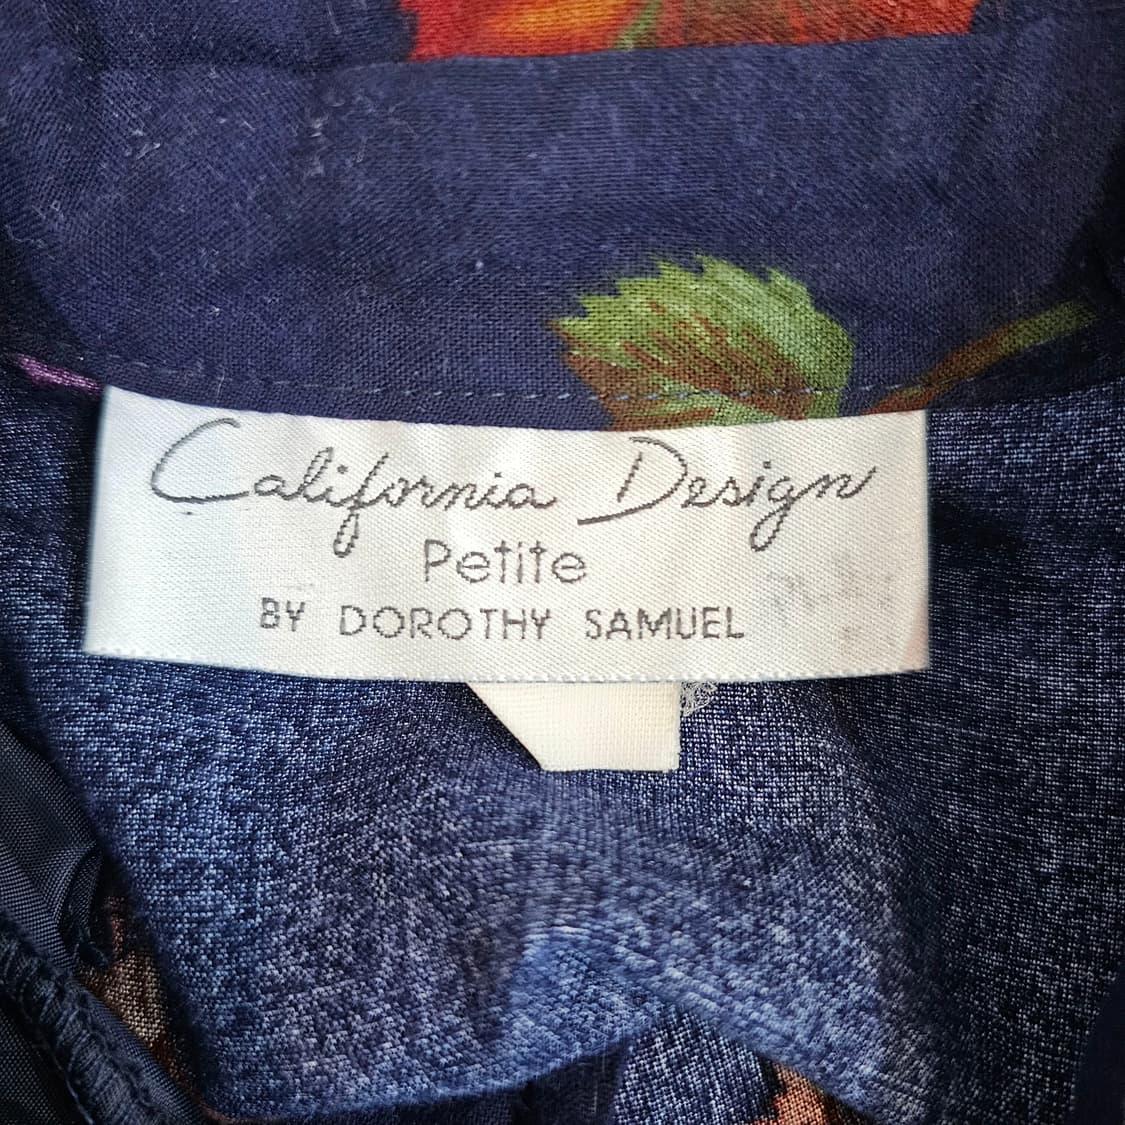 California Design
Petite
BY DOROTHY SAMUEL